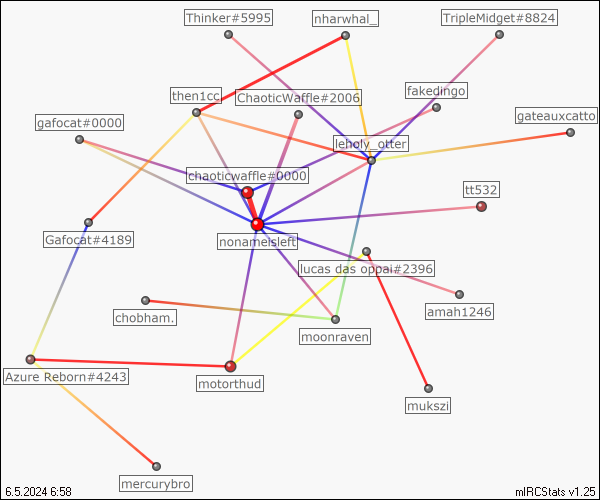 Thinker#5995
nharwhal_
TripleMidget#8824
then1cc
ChaoticWaffle#2006
fakedingo
gafocat#0000
gateauxcatto
leholy_otter
chaoticwaffle#0000
tt532
Gafocat#4189
nonameisleft
lucas das oppai#2396
chobham.
amah1246
moonraven
Azure Reborn#4243
motorthud
mukszi
mercurybro
6.5.2024 6:58
mIRCStats v1.25